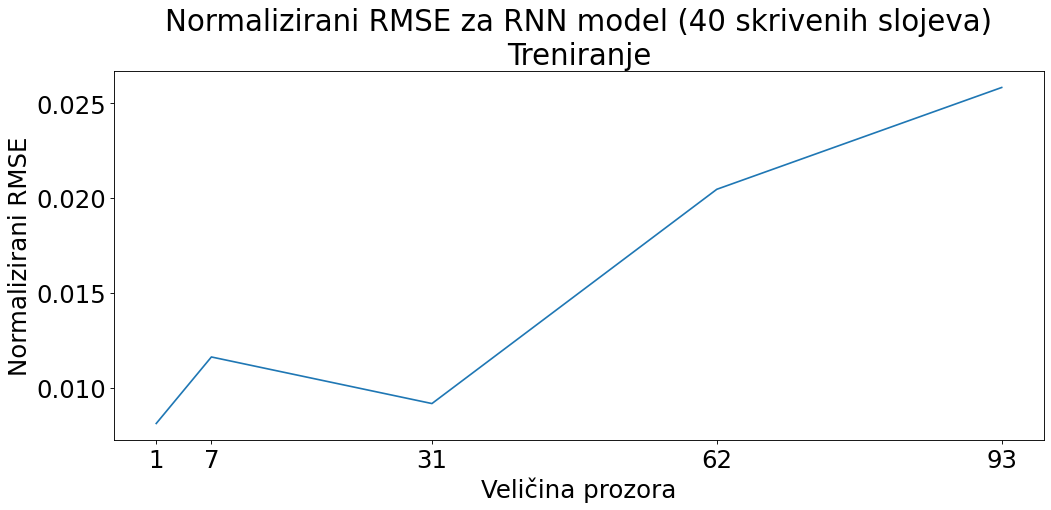 Normalizirani RMSE za RNN model (40 skrivenih slojeva)
Treniranje
Normalizirani RMSE
0.025
0.020
0.015
0.010
1 7 31 62 93
Veličina prozora